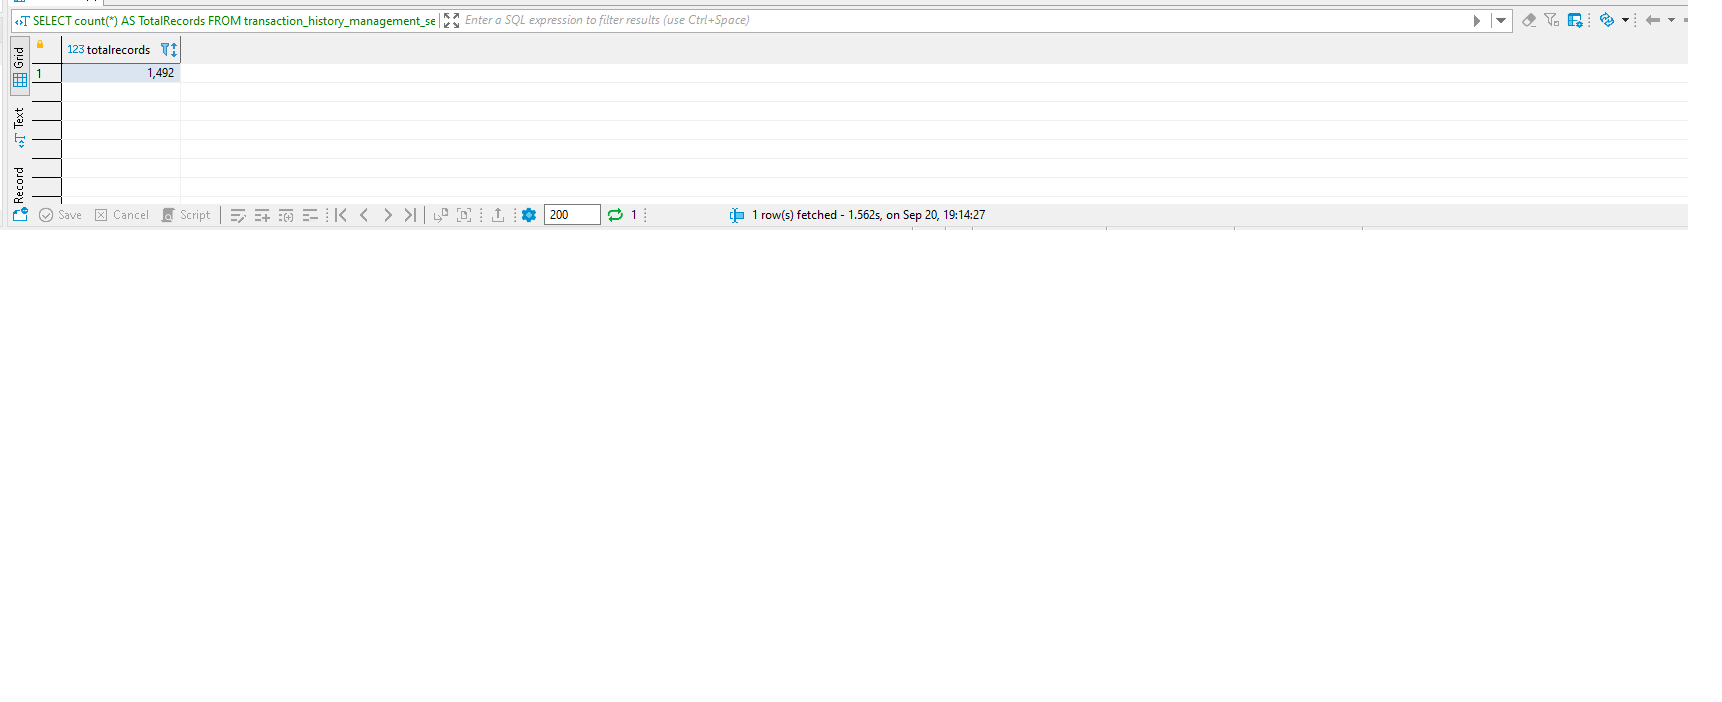 SELECT count(*) AS TotalRecords FROM transaction_history_management_se
Enter a SQL expression to filter results (use Ctrl+Space)
Grid
123 totalrecords
1
1,492
Text
Record
Save
Cancel
Script
200
1
1 row(s) fetched - 1.562s, on Sep 20, 19:14:27